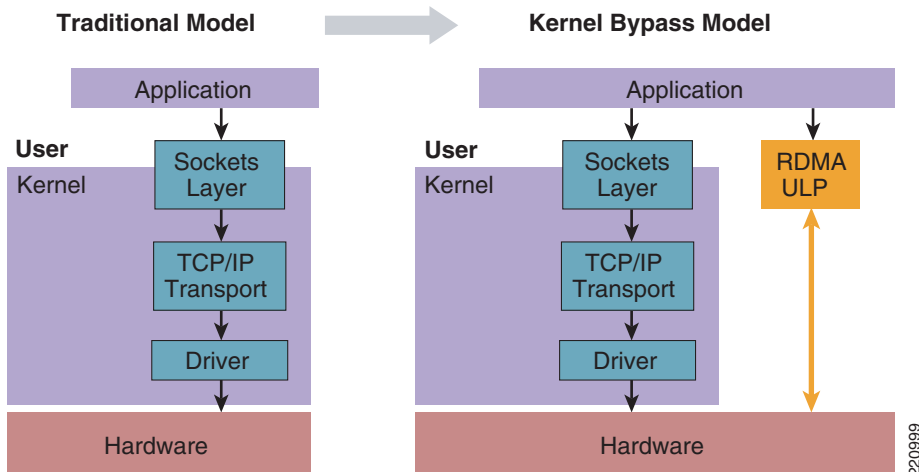 Traditional Model
Kernel Bypass Model
Application
User
Kernel
Sockets
Layer
TCP/IP
Transport
Driver
Hardware
Application
User
Kernel
Sockets
Layer
TCP/IP
Transport
Driver
RDMA
ULP
Hardware
220999